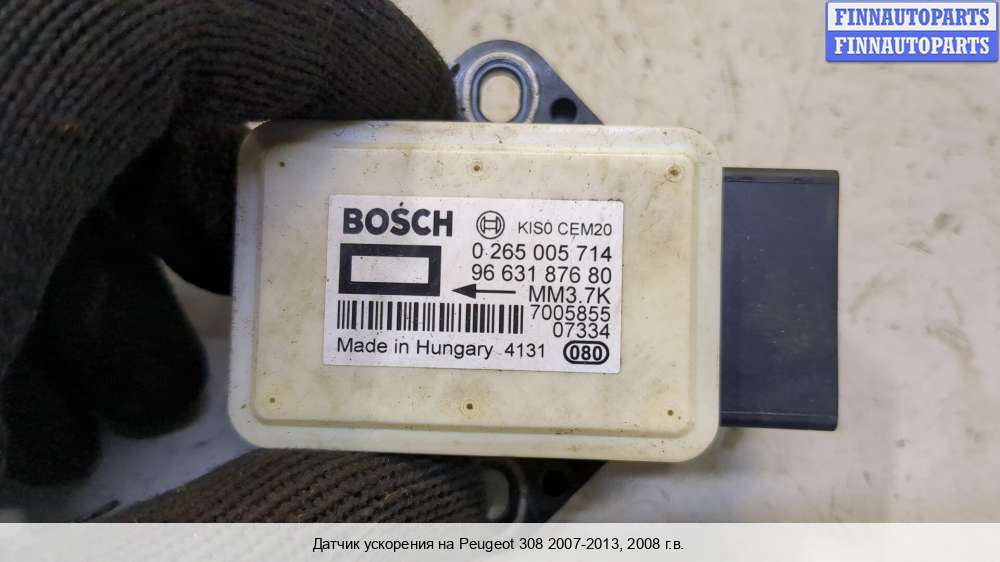 FINNAUTOPARTS
FINNAUTOPARTS
BOSCH KIS0 CEM20
0 265 005 714
96 631 876 80
MM3.7K
7005855
07334
Made in Hungary 4131 080
Датчик ускорения на Peugeot 308 2007-2013, 2008 г.в.